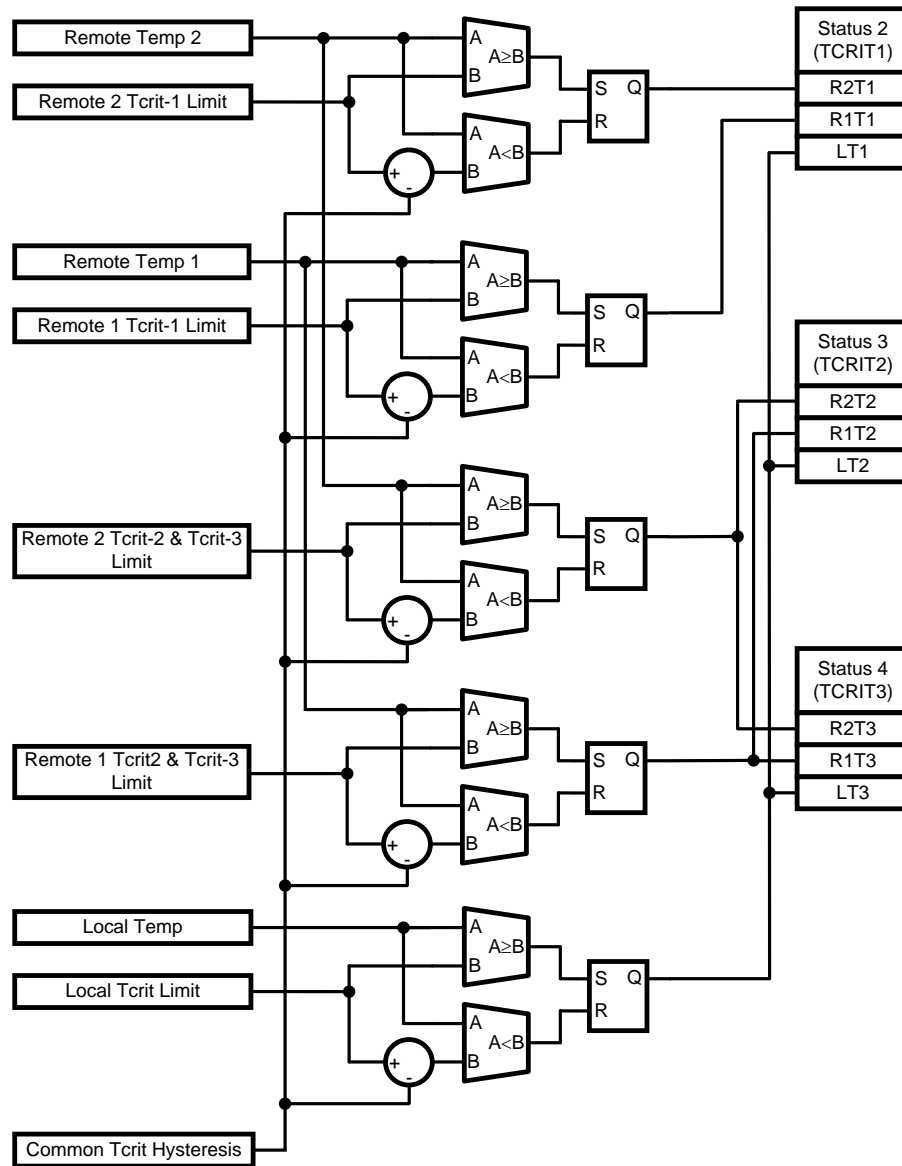 Remote Temp 2
Remote 2 Tcrit-1 Limit
A
A≥B
B
A
A<B
B
+
-
S Q
R
Status 2
(TCRIT1)
R2T1
R1T1
LT1
Remote Temp 1
Remote 1 Tcrit-1 Limit
A
A≥B
B
A
A<B
B
+
-
S Q
R
Status 3
(TCRIT2)
R2T2
R1T2
LT2
Remote 2 Tcrit-2 & Tcrit-3
Limit
A
A≥B
B
A
A<B
B
+
-
S Q
R
Status 4
(TCRIT3)
R2T3
R1T3
LT3
Remote 1 Tcrit2 & Tcrit-3
Limit
A
A≥B
B
A
A<B
B
+
-
S Q
R
Local Temp
Local Tcrit Limit
A
A≥B
B
A
A<B
B
+
-
S Q
R
Common Tcrit Hysteresis